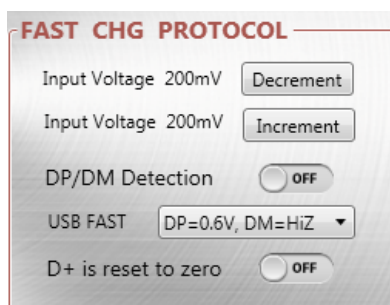 FAST CHG PROTOCOL
Input Voltage 200mV Decrement
Input Voltage 200mV Increment
DP/DM Detection OFF
USB FAST DP=0.6V, DM=HiZ
D+ is reset to zero OFF